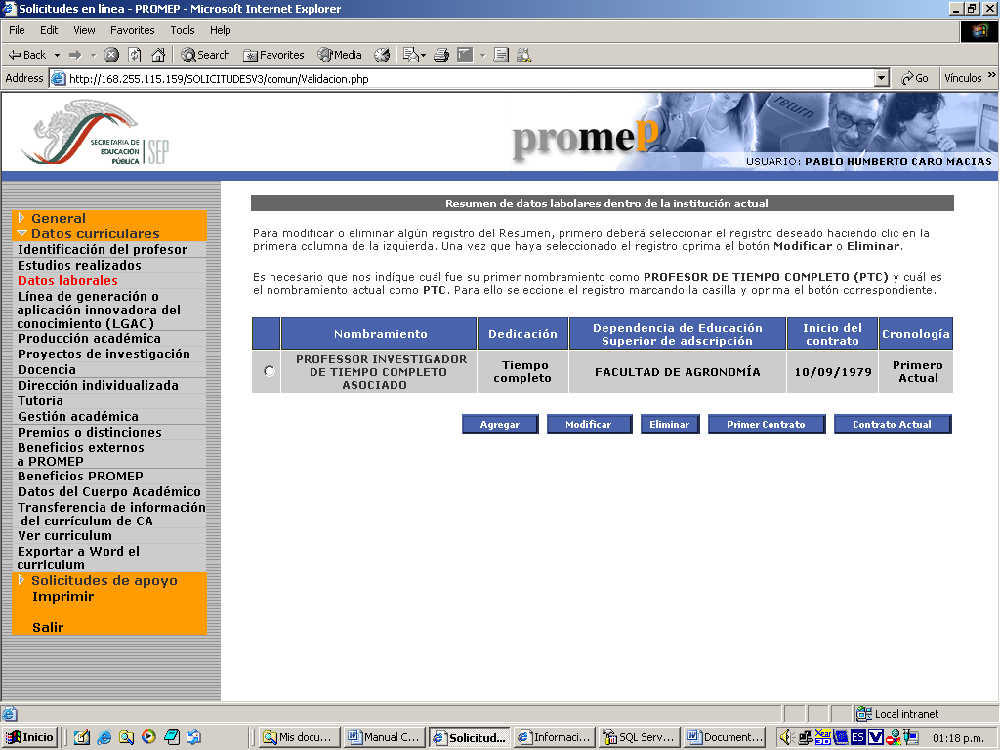 Solicitudes en línea - PROMEP - Microsoft Internet Explorer
File Edit View Favorites Tools Help
Back Search Favorites Media
Address http://168.255.115.159/SOLICITUDESV3/comun/Validacion.php Go Vínculos »
SECRETARIA DE
EDUCACIÓN
PÚBLICA
SEP
promep
return
USUARIO: PABLO HUMBERTO CARO MACIAS
General
Datos curriculares
Identificación del profesor
Estudios realizados
Datos laborales
Línea de generación o
aplicación innovadora del
conocimiento (LGAC)
Producción académica
Proyectos de investigación
Docencia
Dirección individualizada
Tutoría
Gestión académica
Premios o distinciones
Beneficios externos
a PROMEP
Beneficios PROMEP
Datos del Cuerpo Académico
Transferencia de información
del currículum de CA
Ver curriculum
Exportar a Word el
curriculum
Solicitudes de apoyo
Imprimir
Salir
Resumen de datos labolares dentro de la institución actual
Para modificar o eliminar algún registro del Resumen, primero deberá seleccionar el registro deseado haciendo clic en la
primera columna de la izquierda. Una vez que haya seleccionado el registro oprima el botón Modificar o Eliminar.
Es necesario que nos indíque cuál fue su primer nombramiento como PROFESOR DE TIEMPO COMPLETO (PTC) y cuál es
el nombramiento actual como PTC. Para ello seleccione el registro marcando la casilla y oprima el botón correspondiente.
Nombramiento
Dedicación
Dependencia de Educación
Superior de adscripción
Inicio del
contrato
Cronología
PROFESSOR INVESTIGADOR
DE TIEMPO COMPLETO
ASOCIADO
Tiempo
completo
FACULTAD DE AGRONOMÍA
10/09/1979
Primero
Actual
Agregar Modificar Eliminar Primer Contrato Contrato Actual
Local intranet
Inicio Mis docu... Manual C... Solicitud... Informaci... SQL Serv... Document... ES 01:18 p.m.